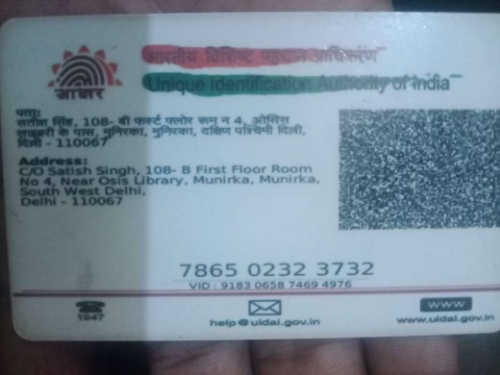 भारतीय विशिष्ट पहचान प्राधिकरण
Unique Identification Authority of India
आधार
पता:
सतीश सिंह, 108- बी फर्स्ट फ्लोर रूम न 4, ओसिस
लाइब्रेरी के पास, मुनिरका, मुनिरका, दक्षिण पश्चिमी दिल्ली,
दिल्ली - 110067
Address:
C/O Satish Singh, 108- B First Floor Room
No 4, Near Osis Library, Munirka, Munirka,
South West Delhi,
Delhi - 110067
7865 0232 3732
VID : 9183 0658 7469 4976
1947
help@uidai.gov.in
www
www.uidai.gov.in